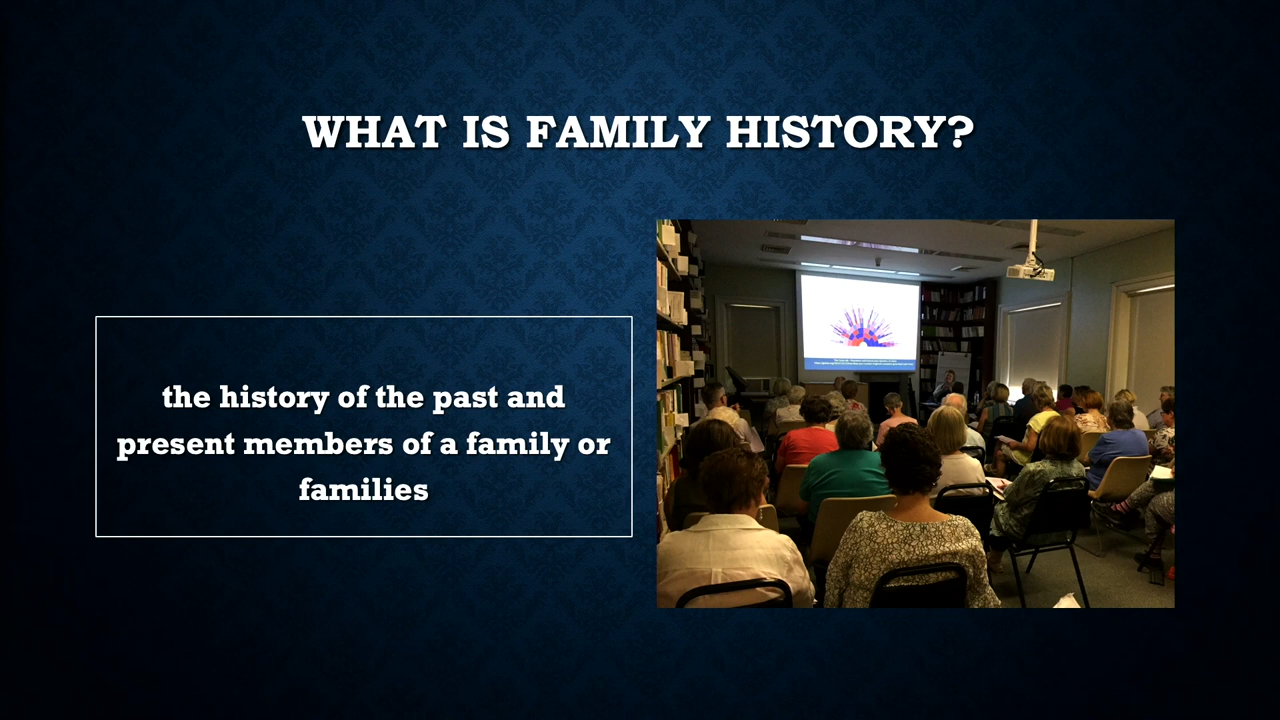 WHAT IS FAMILY HISTORY?
the history of the past and
present members of a family or
families